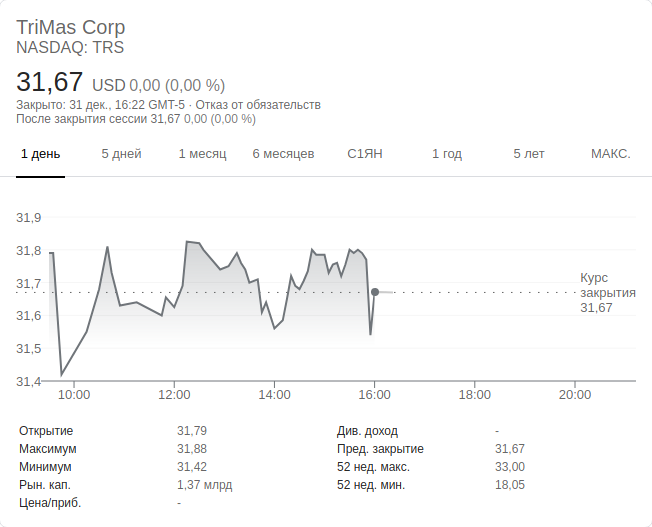 TriMas Corp
NASDAQ: TRS
31,67 USD 0,00 (0,00 %)
Закрыто: 31 дек., 16:22 GMT-5 · Отказ от обязательств
После закрытия сессии 31,67 0,00 (0,00 %)
1 день 5 дней 1 месяц 6 месяцев С1ЯН 1 год 5 лет МАКС.
31,9
31,8
31,7
31,6
31,5
31,4
Курс
закрытия
31,67
10:00 12:00 14:00 16:00 18:00 20:00
Открытие 31,79 Див. доход -
Максимум 31,88 Пред. закрытие 31,67
Минимум 31,42 52 нед. макс. 33,00
Рын. кап. 1,37 млрд 52 нед. мин. 18,05
Цена/приб. -